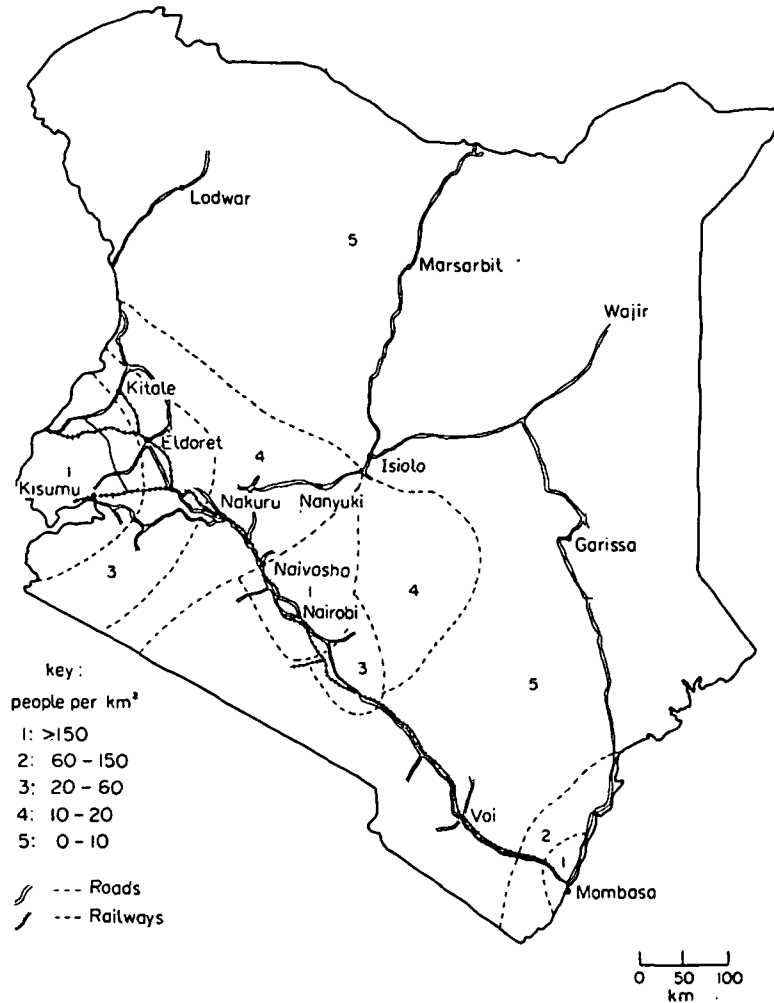 Lodwar
5
Marsarbit
Wajir
Kitale
Eldoret
4
Isiolo
1
Kisumu
Nakuru
Nanyuki
Garissa
3
Naivasha
1
4
Nairobi
3
5
key :
people per km²
1: >150
2: 60 – 150
3: 20 – 60
4: 10 – 20
5: 0 – 10
--- Roads
--- Railways
Voi
2
1
Mombasa
0 50 100
km